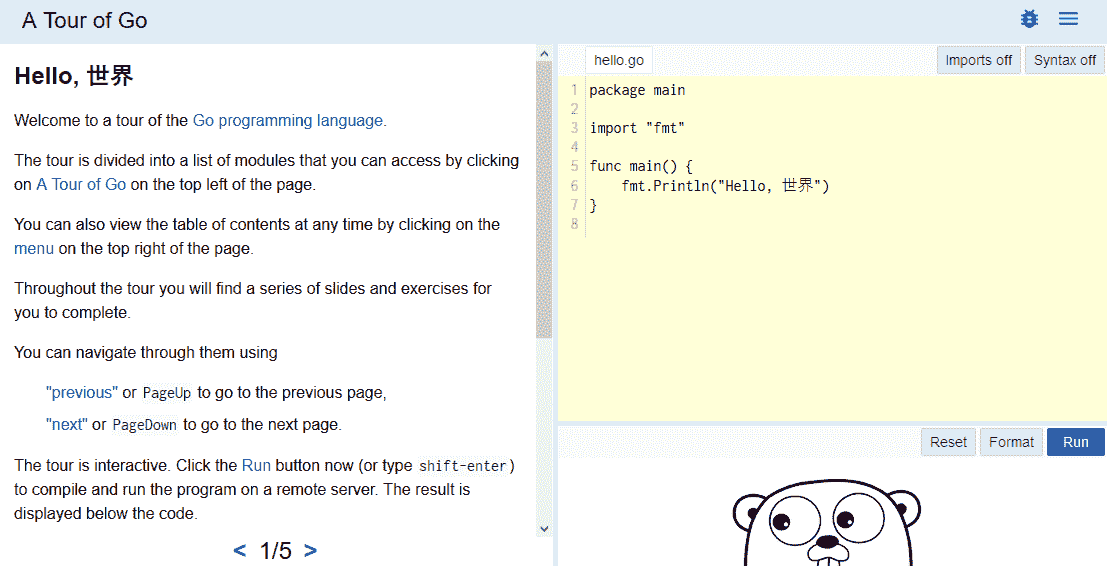 A Tour of Go
Hello, 世界
Welcome to a tour of the Go programming language.
The tour is divided into a list of modules that you can access by clicking
on A Tour of Go on the top left of the page.
You can also view the table of contents at any time by clicking on the
menu on the top right of the page.
Throughout the tour you will find a series of slides and exercises for
you to complete.
You can navigate through them using
"previous" or PageUp to go to the previous page,
"next" or PageDown to go to the next page.
The tour is interactive. Click the Run button now (or type shift-enter)
to compile and run the program on a remote server. The result is
displayed below the code.
< 1/5 >
hello.go Imports off Syntax off
1 package main
2
3 import "fmt"
4
5 func main() {
6     fmt.Println("Hello, 世界")
7 }
8
Reset Format Run